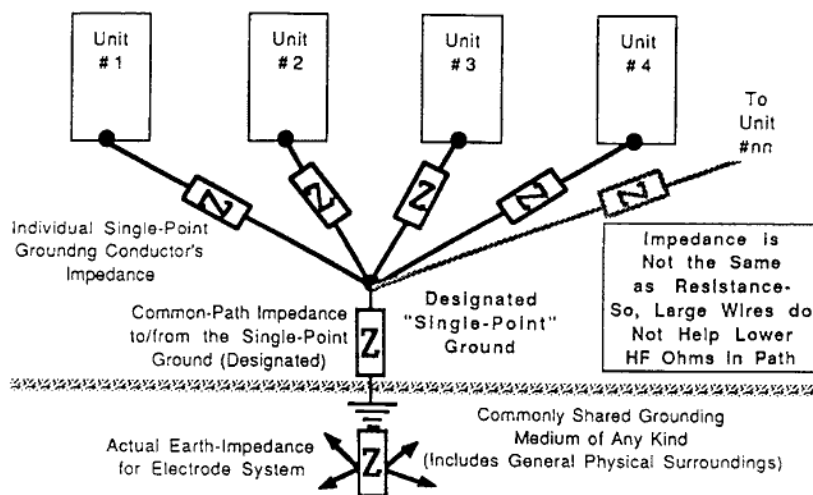 Unit
#1
Unit
#2
Unit
#3
Unit
#4
To
Unit
#nn
Z
Z
Z
Z
Z
Individual Single-Point
Groundng Conductor's
Impedance
Impedance is
Not the Same
as Resistance-
So, Large Wires do
Not Help Lower
HF Ohms In Path
Common-Path Impedance
to/from the Single-Point
Ground (Designated)
Z
Designated
"Single-Point"
Ground
Actual Earth-Impedance
for Electrode System
Z
Commonly Shared Grounding
Medium of Any Kind
(Includes General Physical Surroundings)